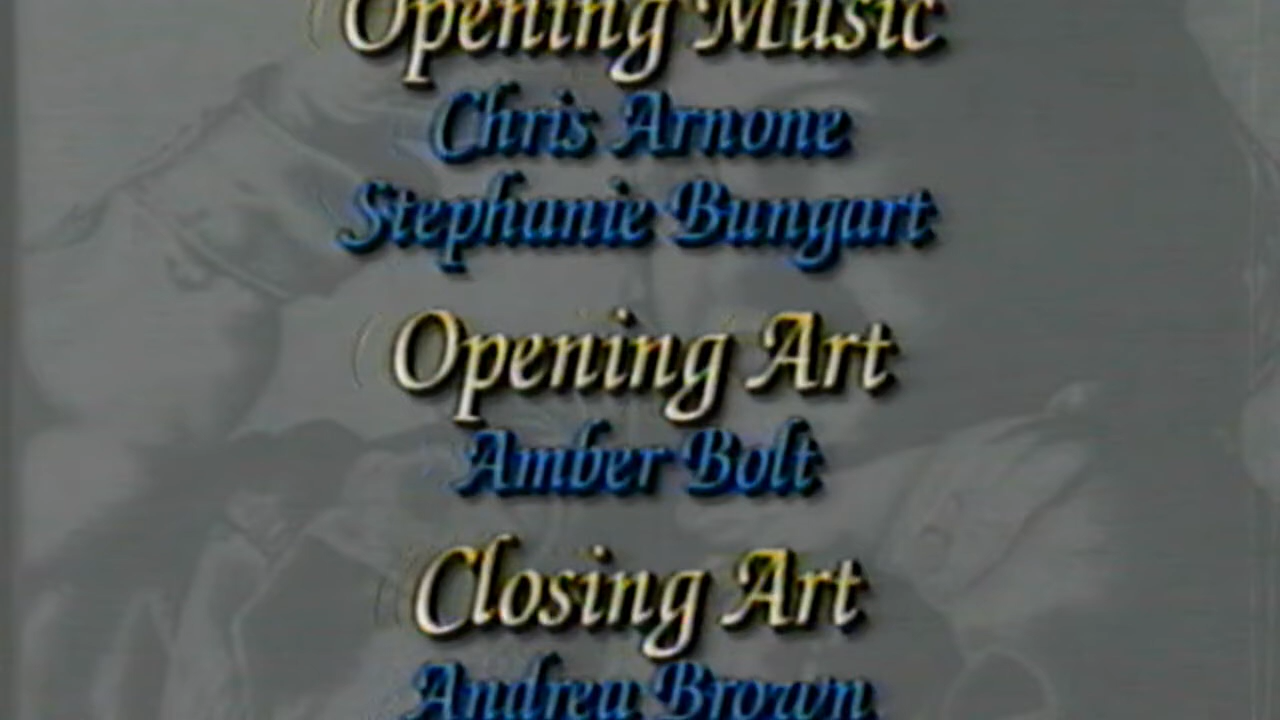 Opening Music
Chris Arnone
Stephanie Bungart
Opening Art
Amber Bolt
Closing Art
Andrea Brown